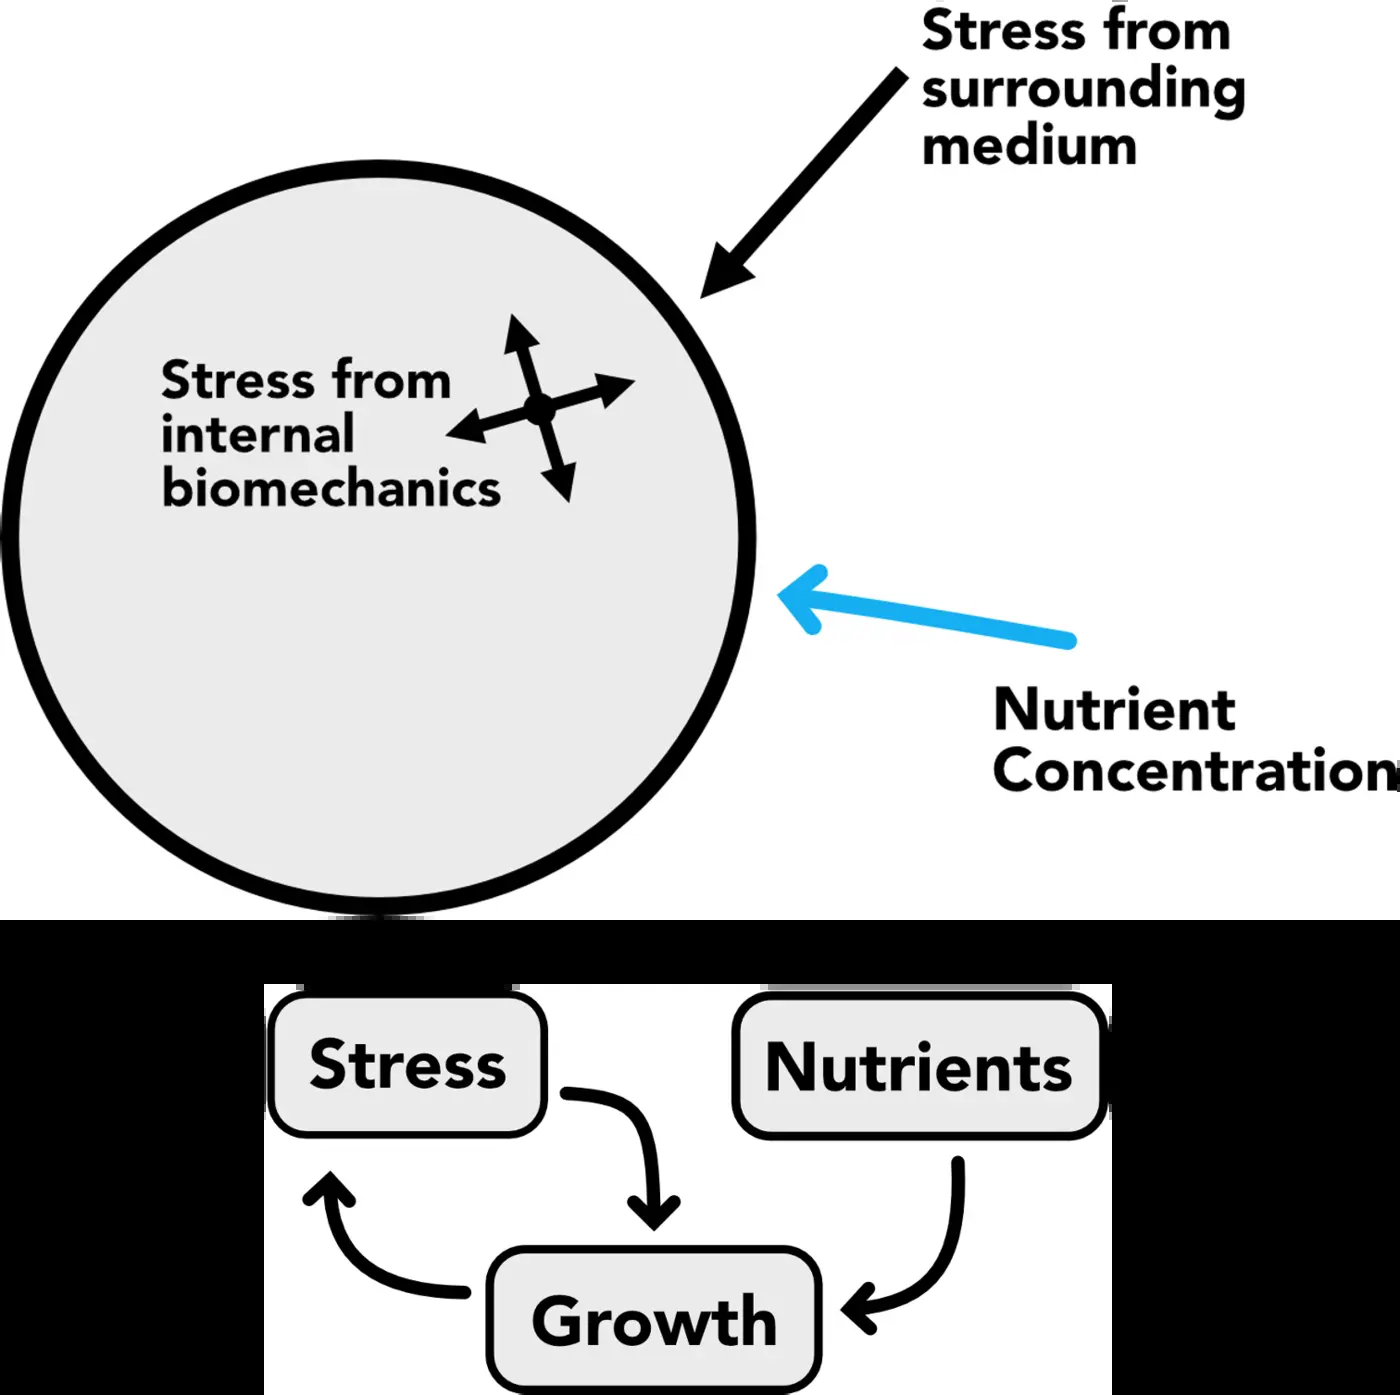 Stress from
surrounding
medium
Stress from
internal
biomechanics
Nutrient
Concentration
Stress
Nutrients
Growth